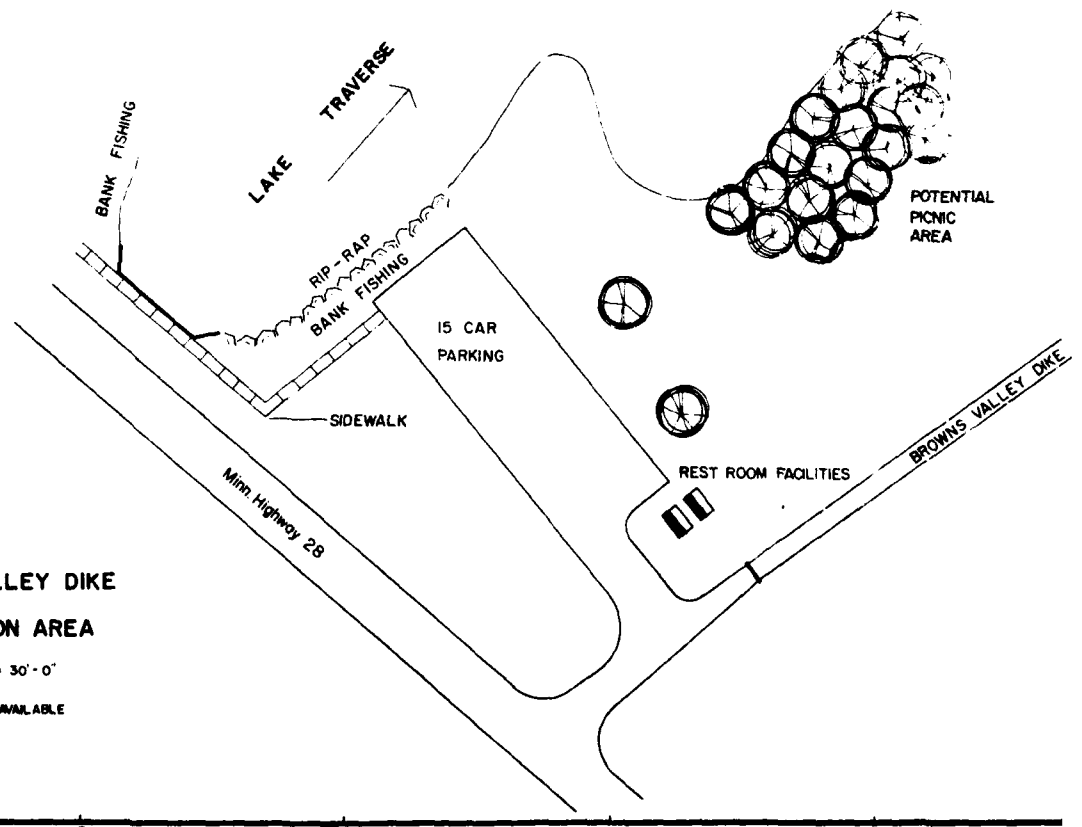 BANK FISHING
LAKE TRAVERSE
RIP-RAP
BANK FISHING
15 CAR
PARKING
SIDEWALK
POTENTIAL
PICNIC
AREA
BROWNS VALLEY DIKE
REST ROOM FACILITIES
Minn. Highway 28
LLEY DIKE
ON AREA
30'-0"
AVAILABLE